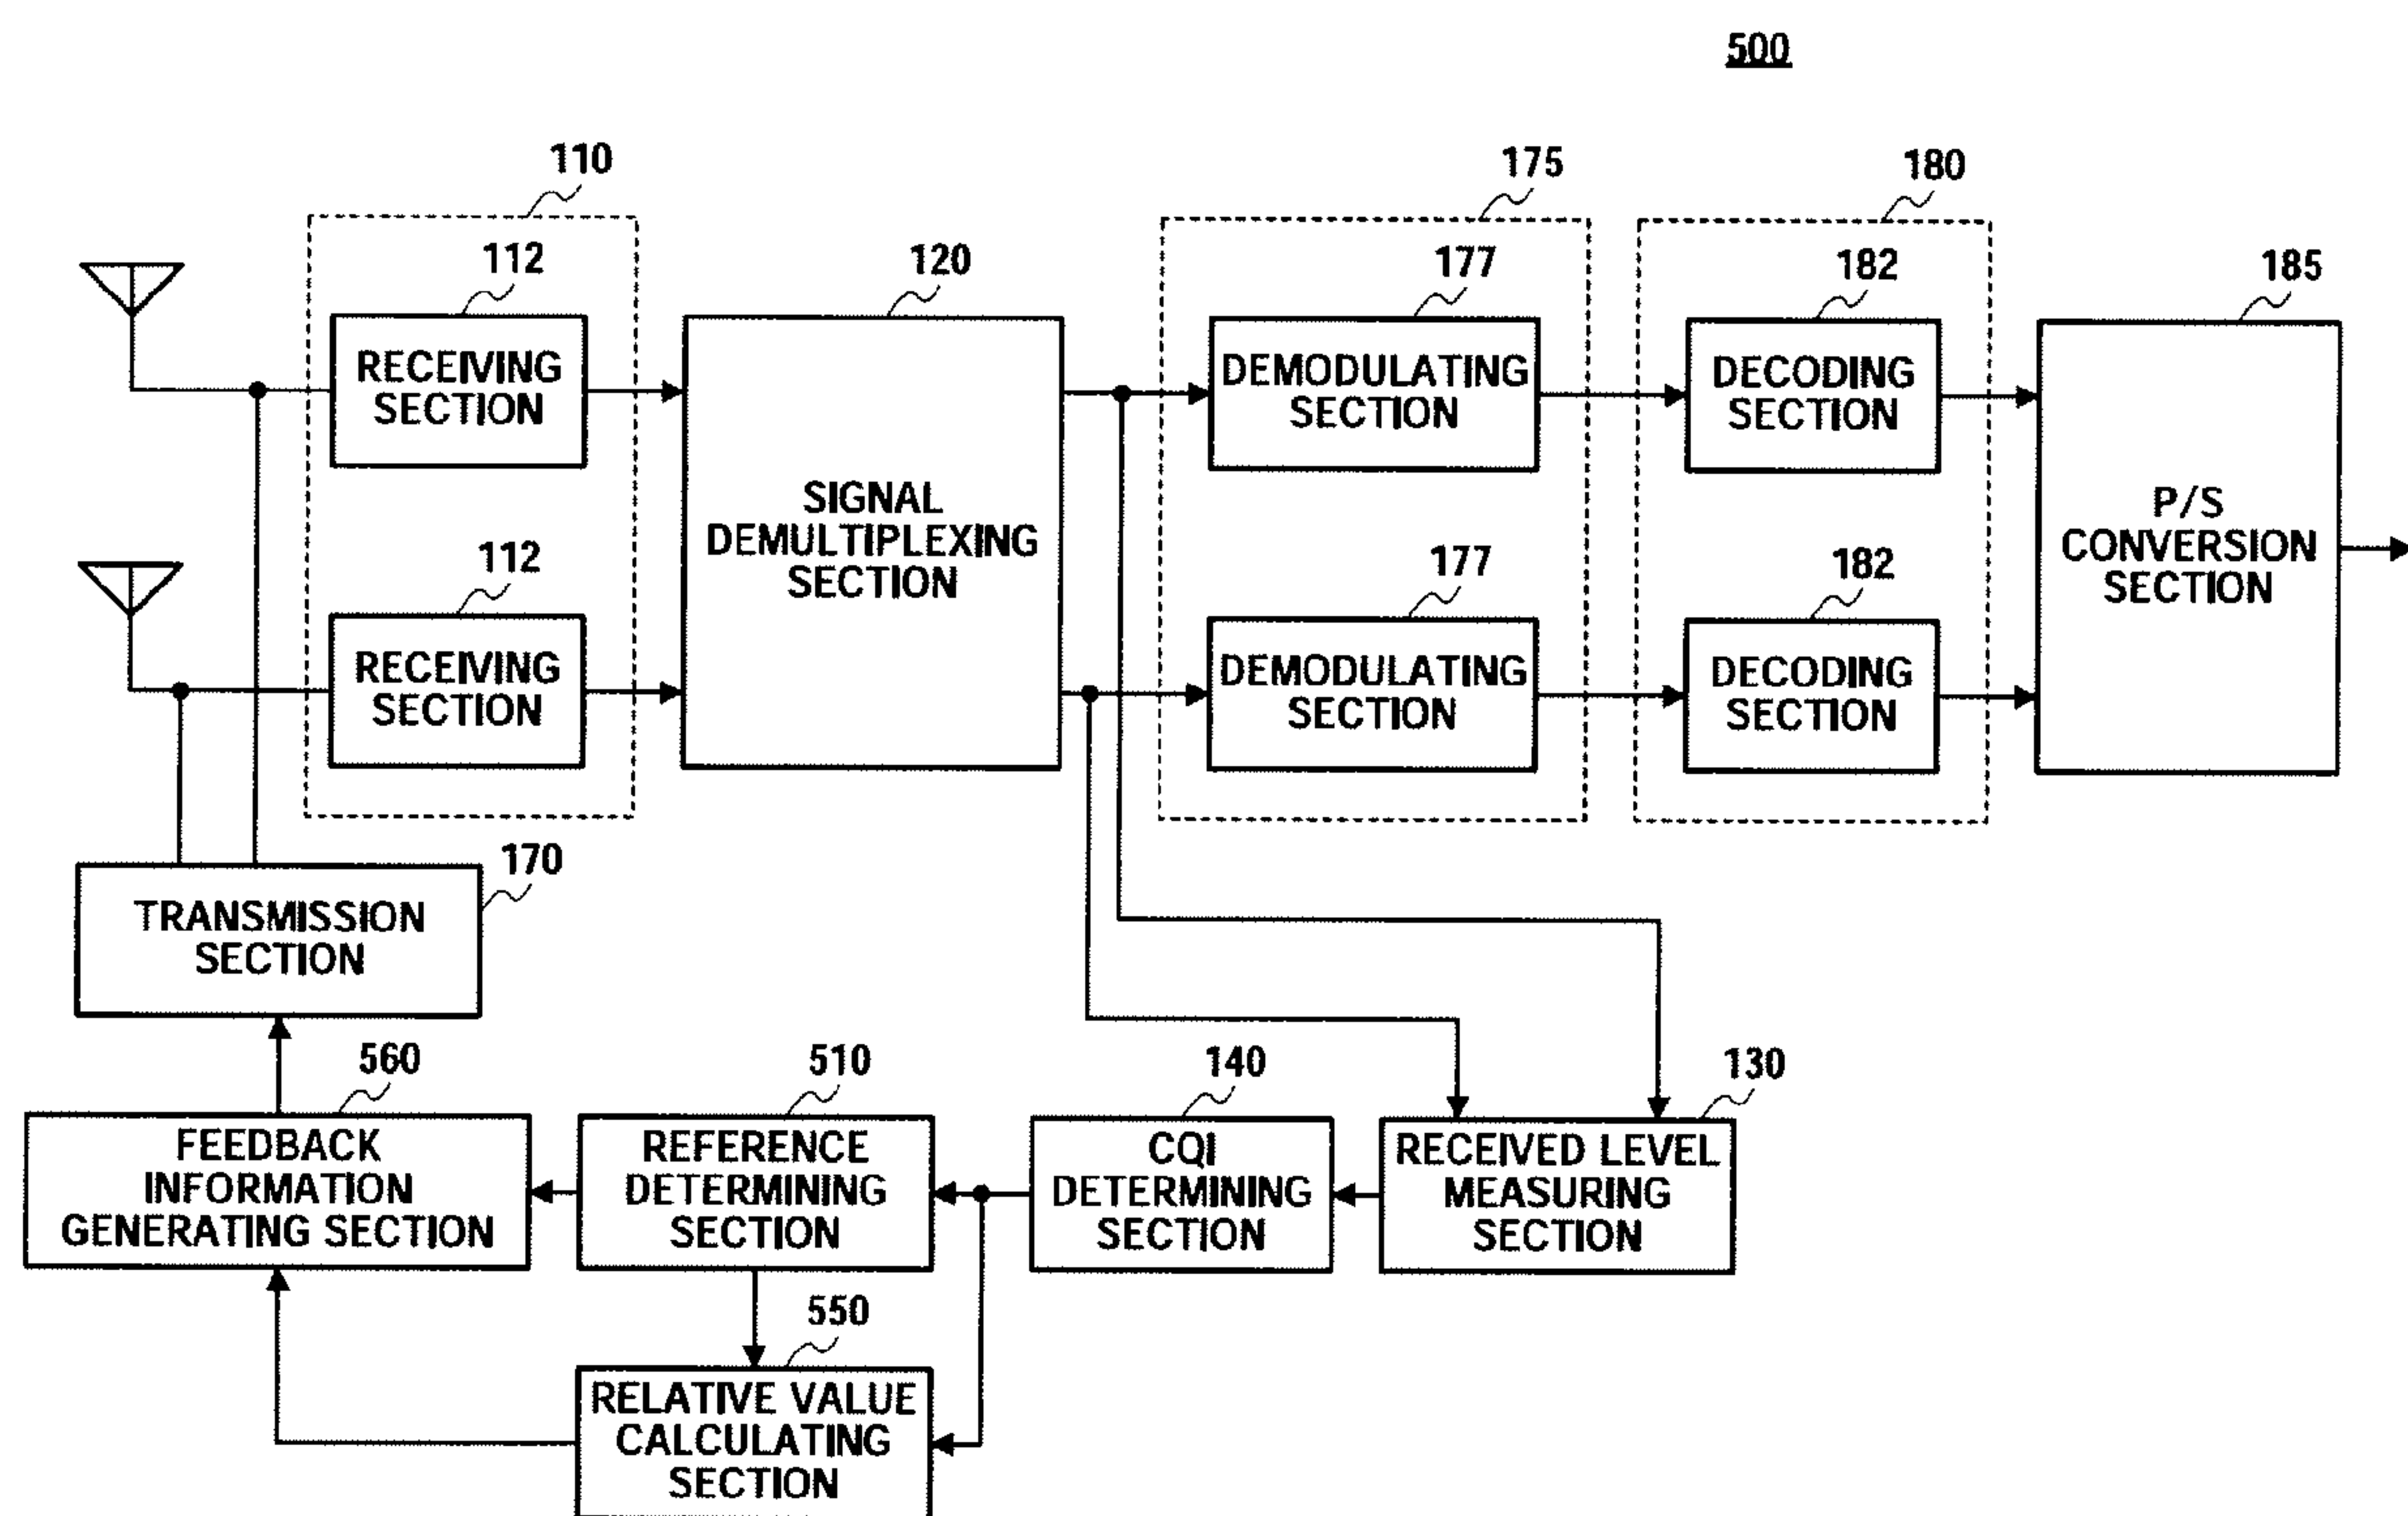 500
110
175
180
112
120
177
182
185
RECEIVING
SECTION
DEMODULATING
SECTION
DECODING
SECTION
SIGNAL
DEMULTIPLEXING
SECTION
P/S
CONVERSION
SECTION
112
177
182
RECEIVING
SECTION
DEMODULATING
SECTION
DECODING
SECTION
170
TRANSMISSION
SECTION
560
510
140
130
FEEDBACK
INFORMATION
GENERATING SECTION
REFERENCE
DETERMINING
SECTION
CQI
DETERMINING
SECTION
RECEIVED LEVEL
MEASURING
SECTION
550
RELATIVE VALUE
CALCULATING
SECTION